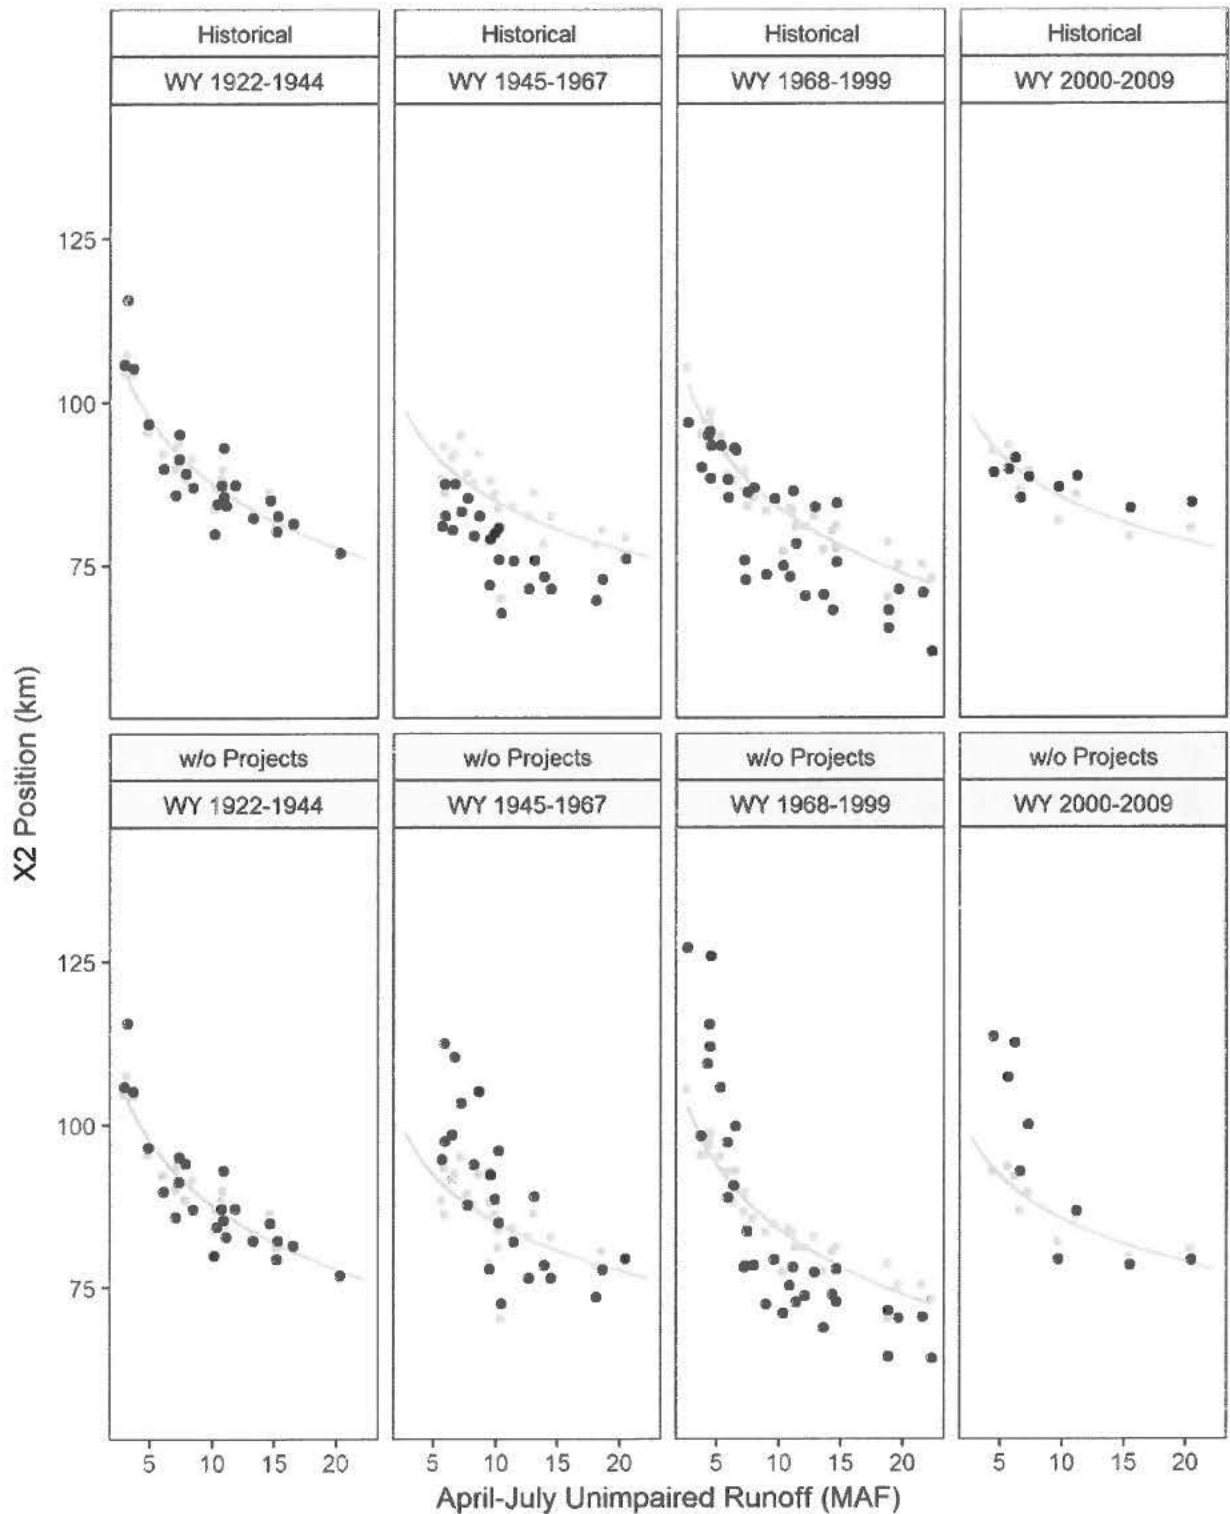 Historical Historical Historical Historical
WY 1922-1944 WY 1945-1967 WY 1968-1999 WY 2000-2009
125
100
75
X2 Position (km)
w/o Projects w/o Projects w/o Projects w/o Projects
WY 1922-1944 WY 1945-1967 WY 1968-1999 WY 2000-2009
125
100
75
5 10 15 20 5 10 15 20 5 10 15 20 5 10 15 20
April-July Unimpaired Runoff (MAF)